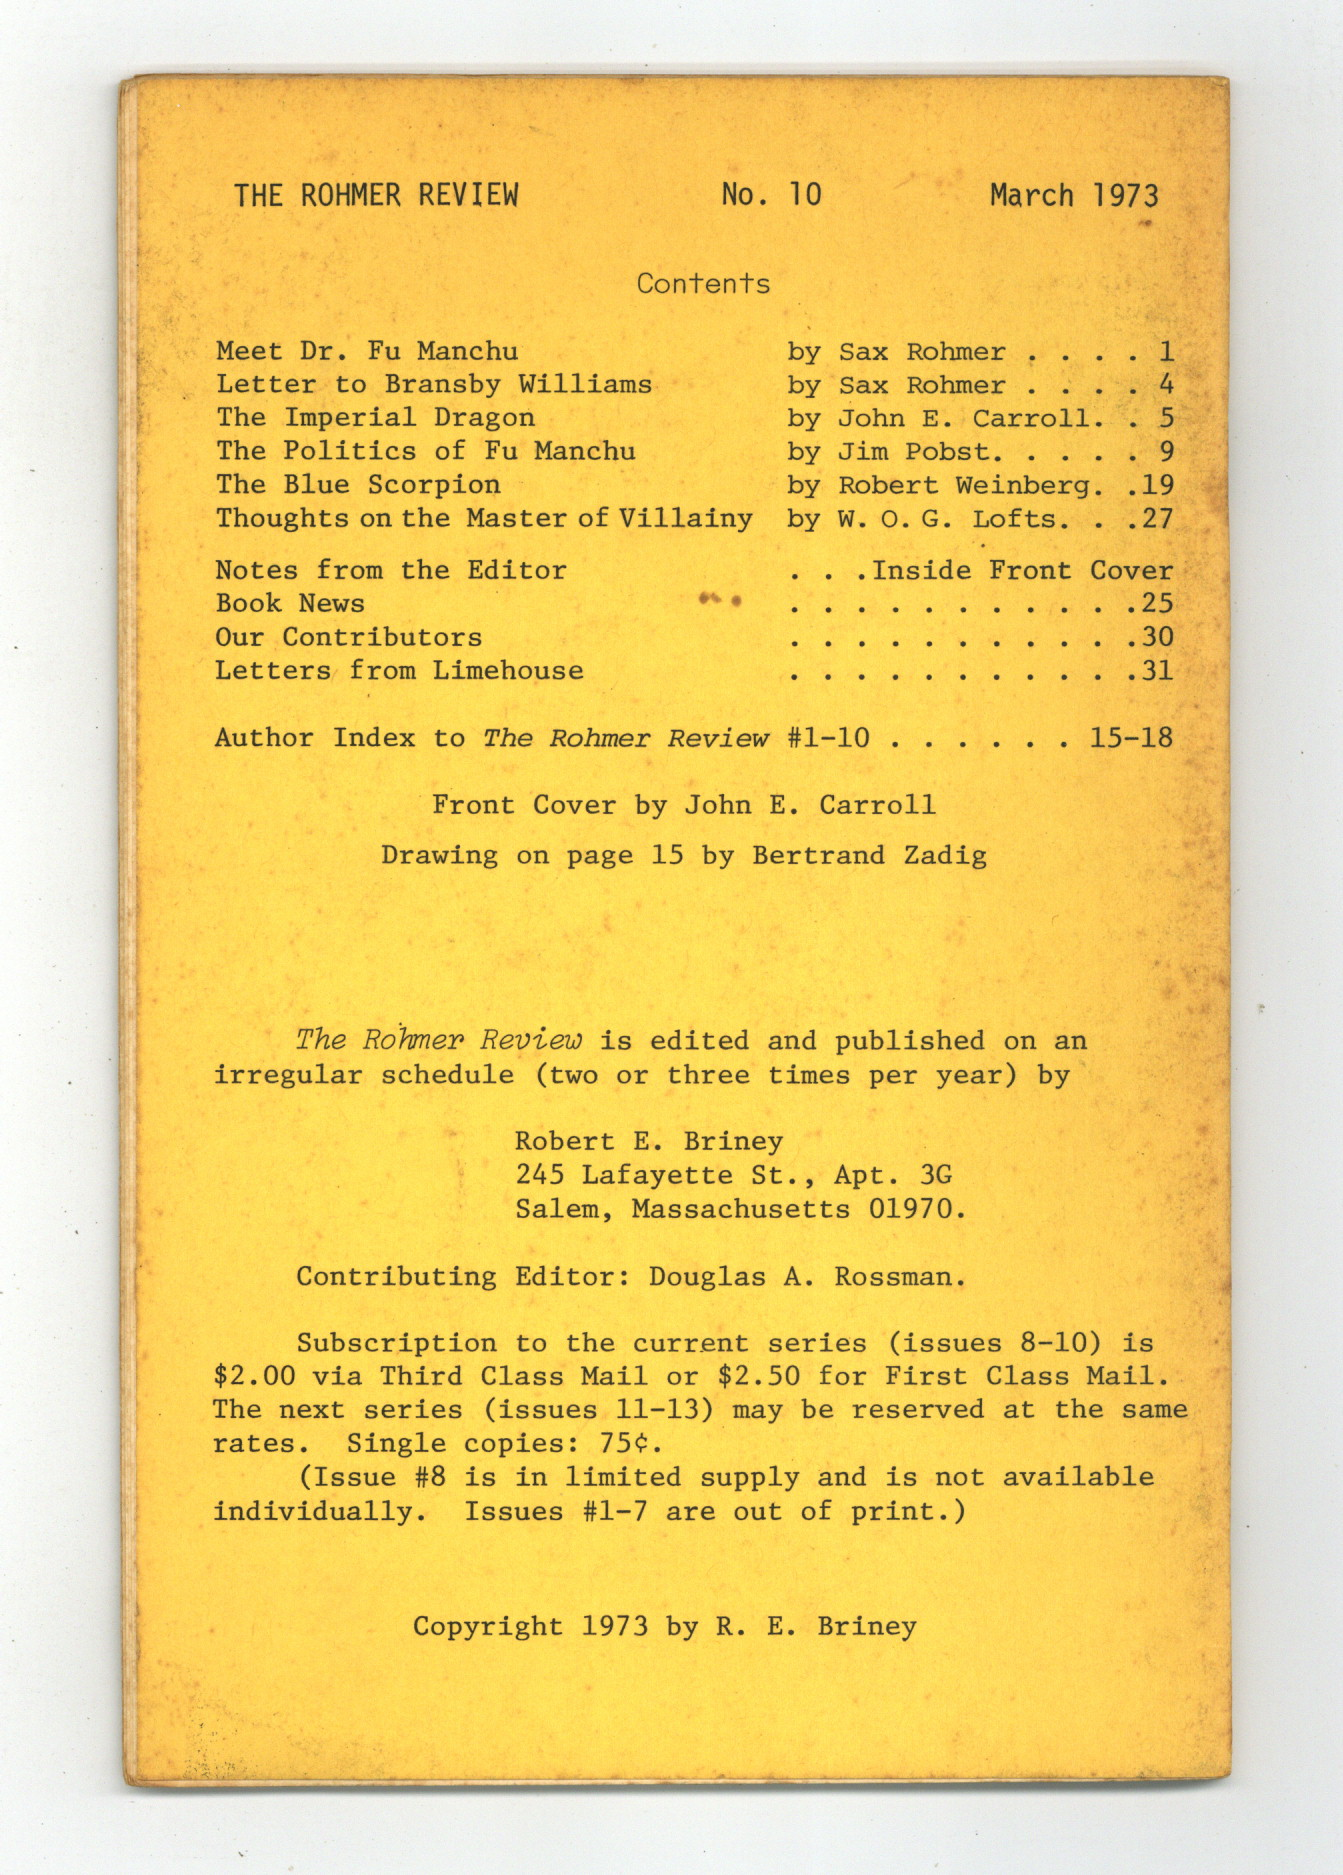 THE ROHMER REVIEW No. 10 March 1973
Contents
Meet Dr. Fu Manchu by Sax Rohmer . . . . 1
Letter to Bransby Williams by Sax Rohmer . . . . 4
The Imperial Dragon by John E. Carroll. . 5
The Politics of Fu Manchu by Jim Pobst. . . . . 9
The Blue Scorpion by Robert Weinberg. .19
Thoughts on the Master of Villainy by W. O. G. Lofts. . .27
Notes from the Editor . . .Inside Front Cover
Book News . . . . . . . . . . .25
Our Contributors . . . . . . . . . . .30
Letters from Limehouse . . . . . . . . . . .31
Author Index to The Rohmer Review #1-10 . . . . . . 15-18
Front Cover by John E. Carroll
Drawing on page 15 by Bertrand Zadig
The Rohmer Review is edited and published on an
irregular schedule (two or three times per year) by
Robert E. Briney
245 Lafayette St., Apt. 3G
Salem, Massachusetts 01970.
Contributing Editor: Douglas A. Rossman.
Subscription to the current series (issues 8-10) is
$2.00 via Third Class Mail or $2.50 for First Class Mail.
The next series (issues 11-13) may be reserved at the same
rates. Single copies: 75¢.
(Issue #8 is in limited supply and is not available
individually. Issues #1-7 are out of print.)
Copyright 1973 by R. E. Briney